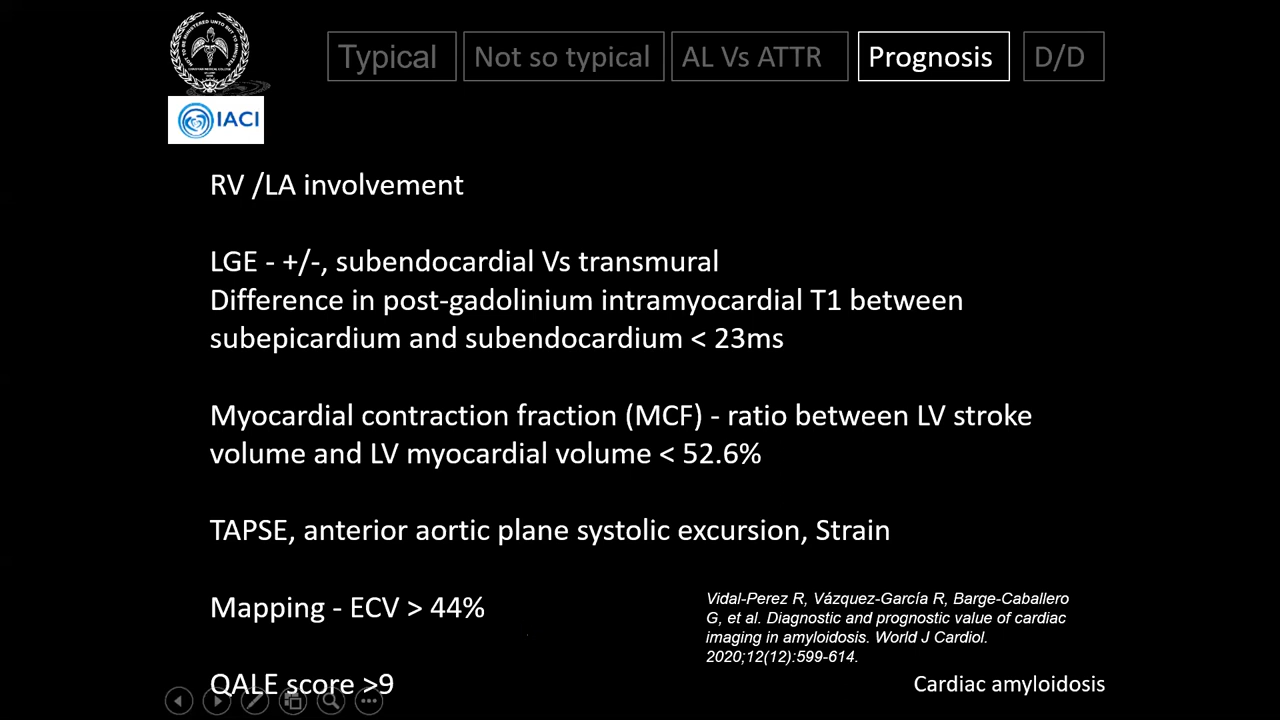 Typical
Not so typical
AL Vs ATTR
Prognosis
D/D
IACI
RV /LA involvement
LGE - +/-, subendocardial Vs transmural
Difference in post-gadolinium intramyocardial T1 between
subepicardium and subendocardium < 23ms
Myocardial contraction fraction (MCF) - ratio between LV stroke
volume and LV myocardial volume < 52.6%
TAPSE, anterior aortic plane systolic excursion, Strain
Mapping - ECV > 44%
Vidal-Perez R, Vázquez-García R, Barge-Caballero
G, et al. Diagnostic and prognostic value of cardiac
imaging in amyloidosis. World J Cardiol.
2020;12(12):599-614.
QALE score >9
Cardiac amyloidosis